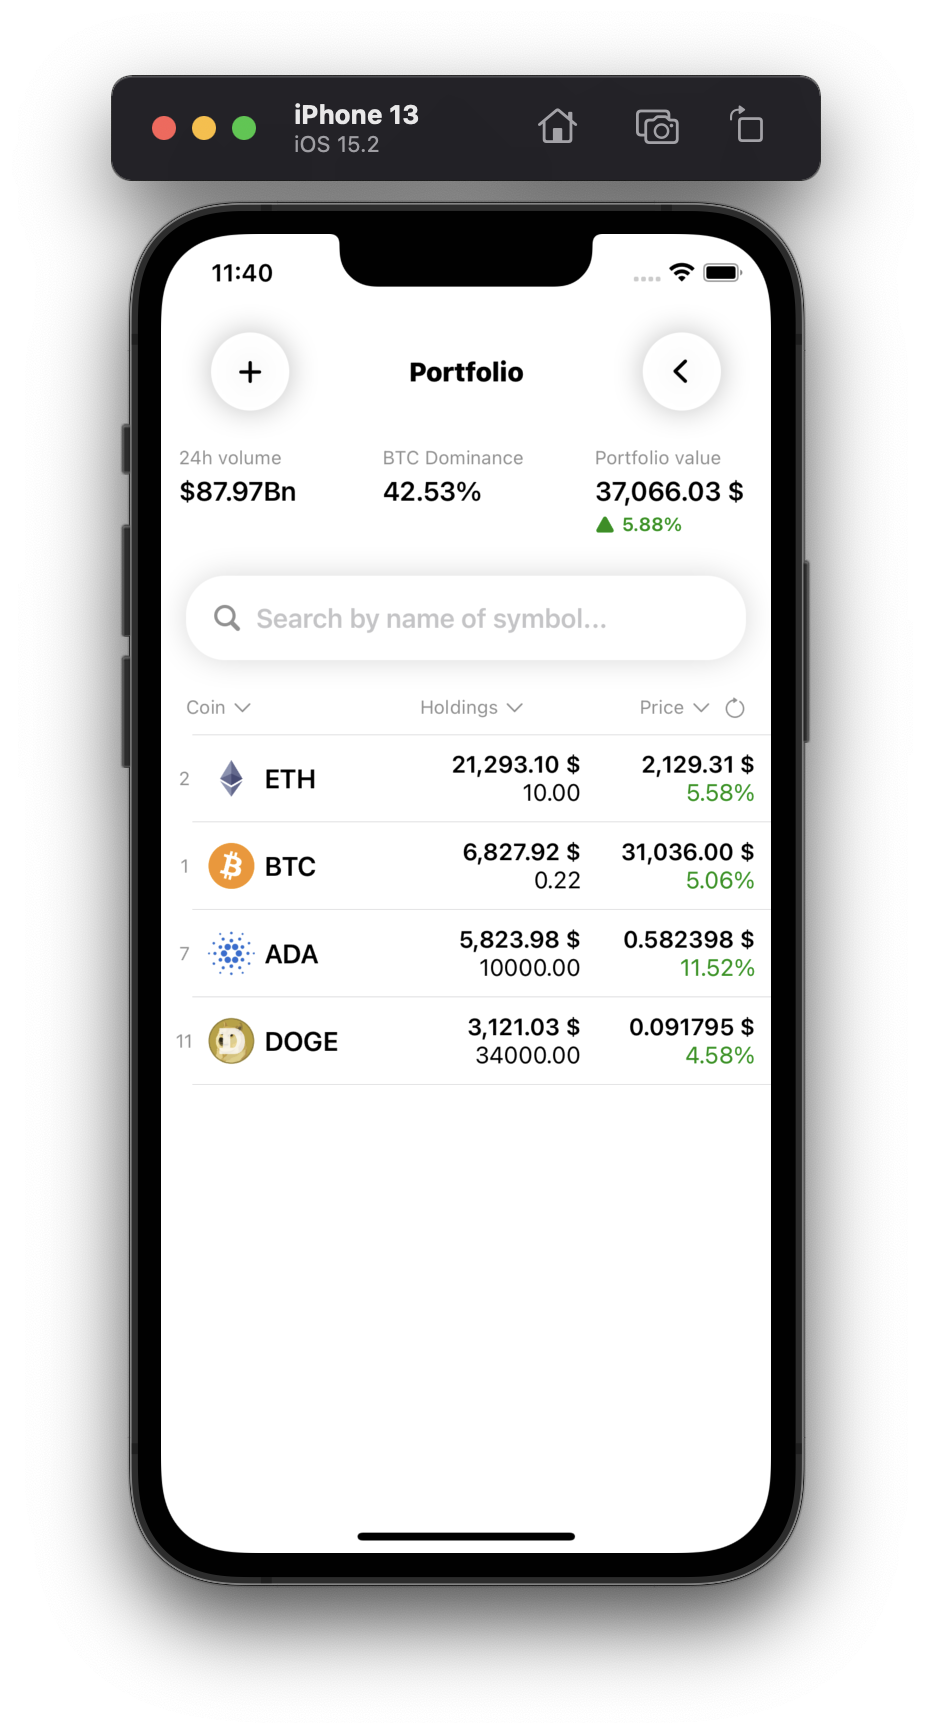 iPhone 13
iOS 15.2
11:40
Portfolio
24h volume BTC Dominance Portfolio value
$87.97Bn 42.53% 37,066.03 $
5.88%
Search by name of symbol...
Coin Holdings Price
2 ETH 21,293.10 $ 2,129.31 $
10.00 5.58%
1 BTC 6,827.92 $ 31,036.00 $
0.22 5.06%
7 ADA 5,823.98 $ 0.582398 $
10000.00 11.52%
11 DOGE 3,121.03 $ 0.091795 $
34000.00 4.58%